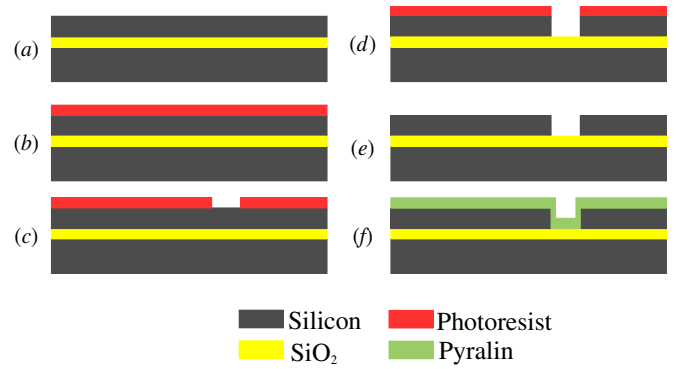 (a)
(b)
(c)
(d)
(e)
(f)
Silicon
Photoresist
SiO₂
Pyralin